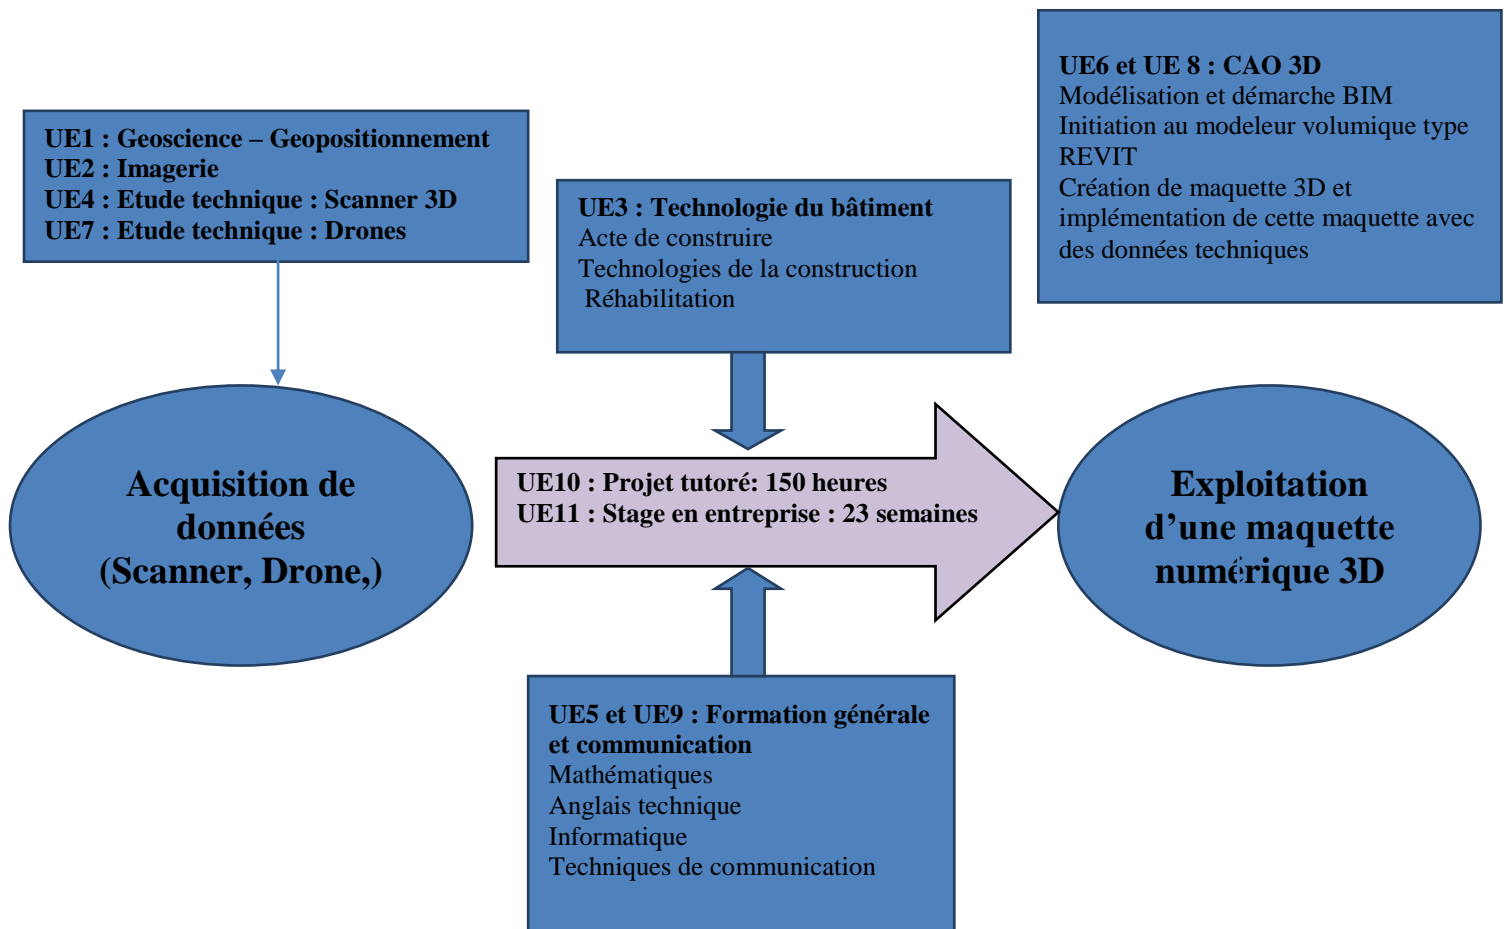 UE1 : Geoscience – Geopositionnement
UE2 : Imagerie
UE4 : Etude technique : Scanner 3D
UE7 : Etude technique : Drones
UE3 : Technologie du bâtiment
Acte de construire
Technologies de la construction
Réhabilitation
UE6 et UE 8 : CAO 3D
Modélisation et démarche BIM
Initiation au modeleur volumique type
REVIT
Création de maquette 3D et
implémentation de cette maquette avec
des données techniques
Acquisition de
données
(Scanner, Drone,)
UE10 : Projet tutoré: 150 heures
UE11 : Stage en entreprise : 23 semaines
Exploitation
d’une maquette
numérique 3D
UE5 et UE9 : Formation générale
et communication
Mathématiques
Anglais technique
Informatique
Techniques de communication